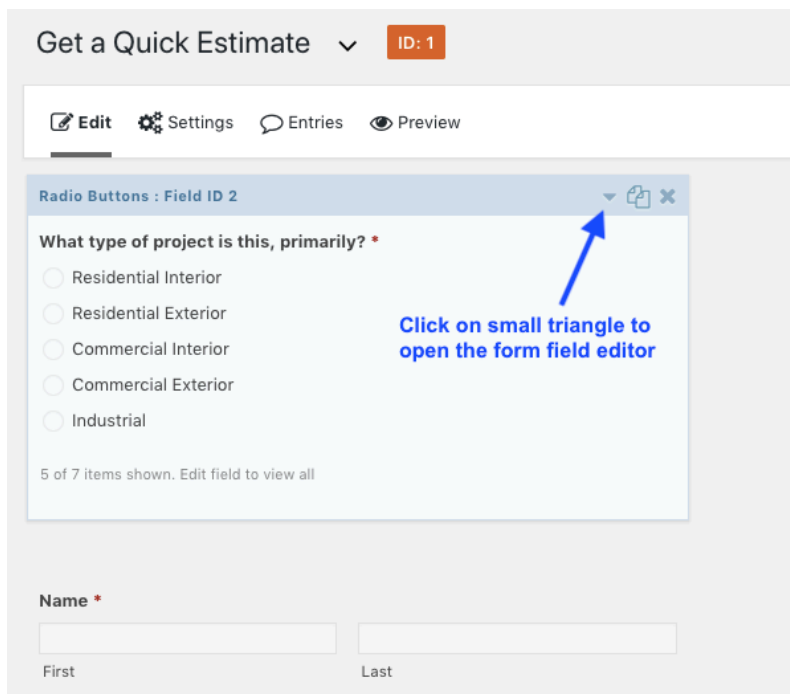 Get a Quick Estimate ID: 1
Edit Settings Entries Preview
Radio Buttons : Field ID 2
What type of project is this, primarily? *
Residential Interior
Residential Exterior
Commercial Interior
Commercial Exterior
Industrial
Click on small triangle to
open the form field editor
5 of 7 items shown. Edit field to view all
Name *
First Last